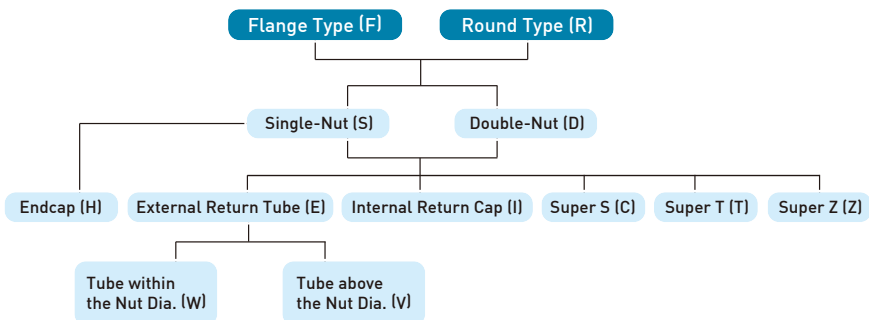 Flange Type (F)
Round Type (R)
Single-Nut (S)
Double-Nut (D)
Endcap (H)
External Return Tube (E)
Internal Return Cap (I)
Super S (C)
Super T (T)
Super Z (Z)
Tube within
the Nut Dia. (W)
Tube above
the Nut Dia. (V)